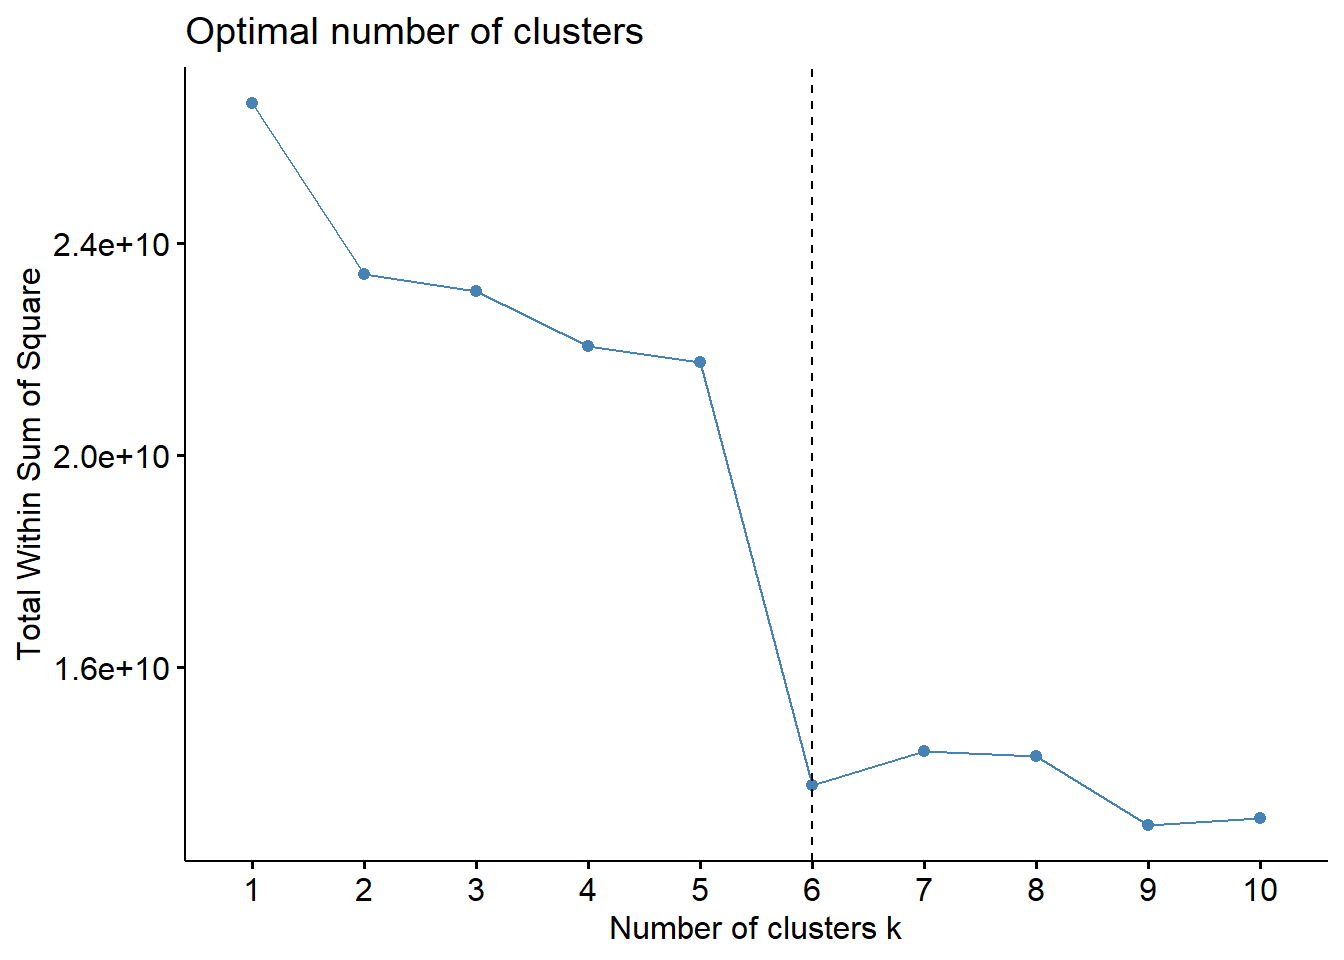 Optimal number of clusters
Total Within Sum of Square
2.4e+10
2.0e+10
1.6e+10
1 2 3 4 5 6 7 8 9 10
Number of clusters k